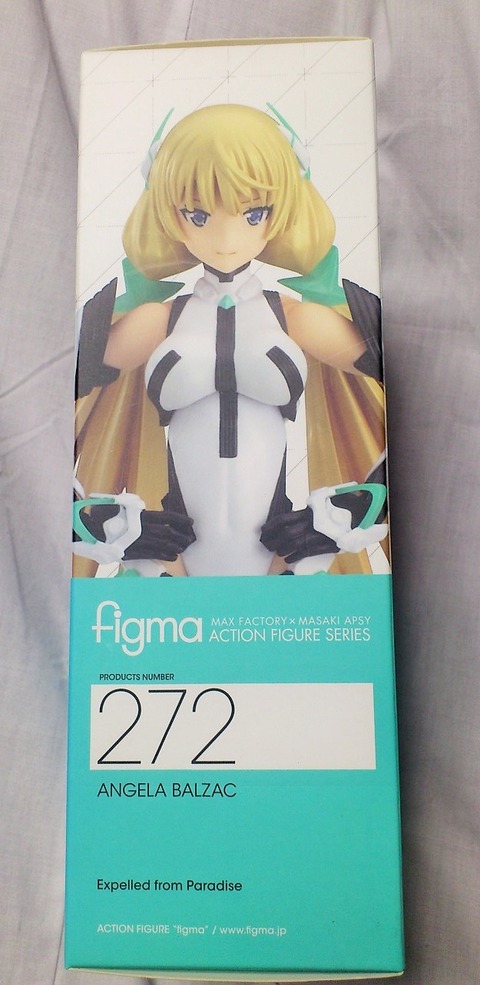 figma MAX FACTORY×MASAKI APSY
ACTION FIGURE SERIES
PRODUCTS NUMBER
272
ANGELA BALZAC
Expelled from Paradise
ACTION FIGURE "figma" / www.figma.jp